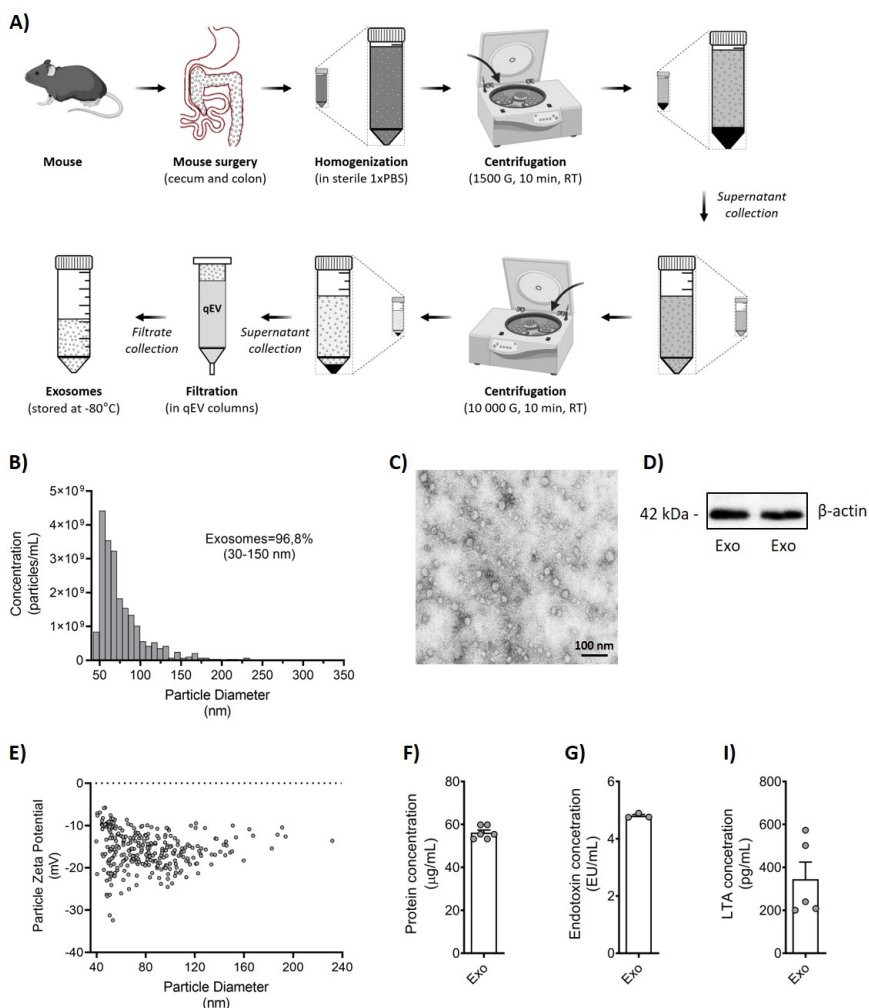 A)
Mouse
Mouse surgery
(cecum and colon)
Homogenization
(in sterile 1xPBS)
Centrifugation
(1500 G, 10 min, RT)
Supernatant
collection
Exosomes
(stored at -80°C)
Filtrate
collection
qEV
Filtration
(in qEV columns)
Supernatant
collection
Centrifugation
(10 000 G, 10 min, RT)
B)
Concentration
(particles/mL)
5×10⁹
4×10⁹
3×10⁹
2×10⁹
1×10⁹
0
Exosomes=96,8%
(30-150 nm)
50 100 150 200 250 300 350
Particle Diameter
(nm)
C)
100 nm
D)
42 kDa -
β-actin
Exo Exo
E)
Particle Zeta Potential
(mV)
0
-10
-20
-30
-40
40 80 120 160 200 240
Particle Diameter
(nm)
F)
Protein concetration
(µg/mL)
80
60
40
20
0
Exo
G)
Endotoxin concetration
(EU/mL)
6
4
2
0
Exo
I)
LTA concetration
(pg/mL)
800
600
400
200
0
Exo